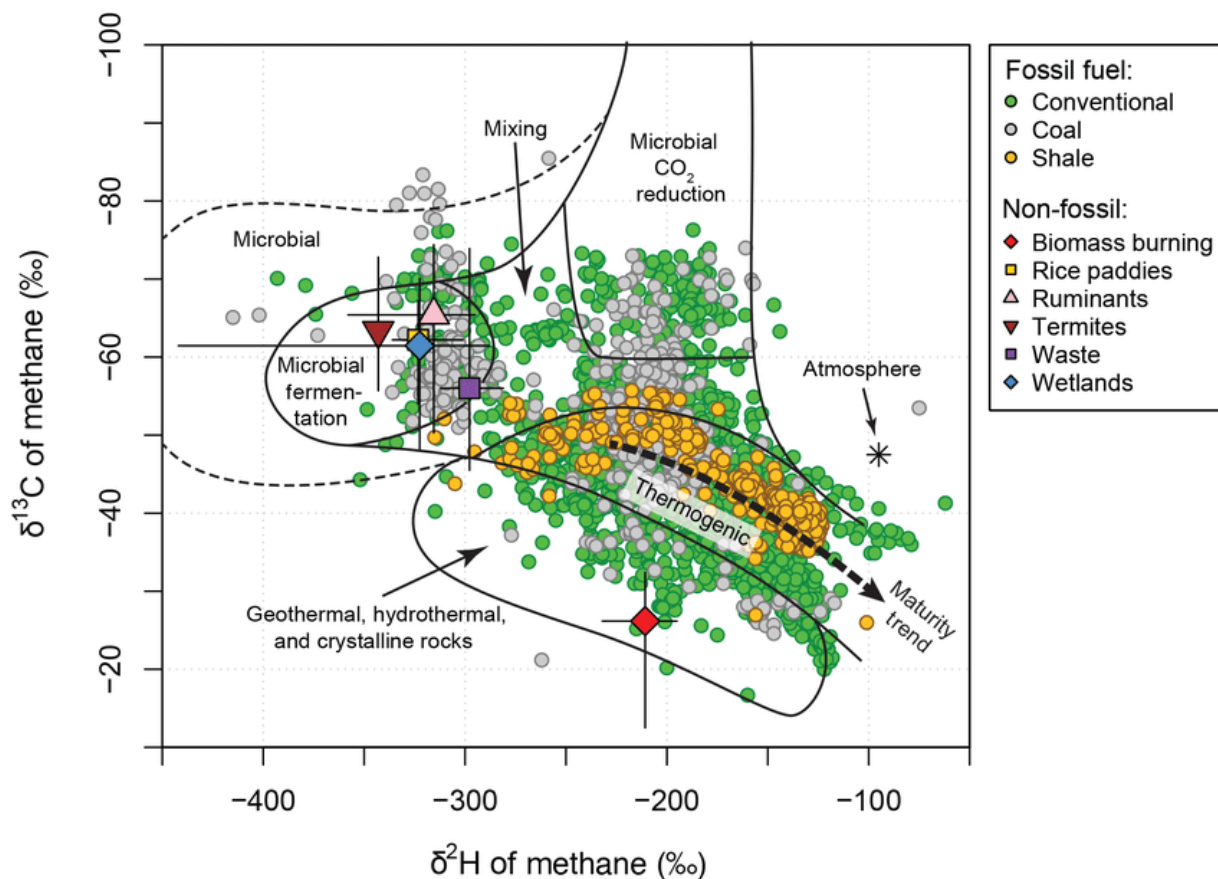 −100
−80
−60
−40
−20
δ¹³C of methane (‰)
−400
−300
−200
−100
δ²H of methane (‰)
Mixing
Microbial
CO₂
reduction
Microbial
Microbial
fermen-
tation
Atmosphere
Thermogenic
Maturity
trend
Geothermal, hydrothermal,
and crystalline rocks
Fossil fuel:
Conventional
Coal
Shale
Non-fossil:
Biomass burning
Rice paddies
Ruminants
Termites
Waste
Wetlands